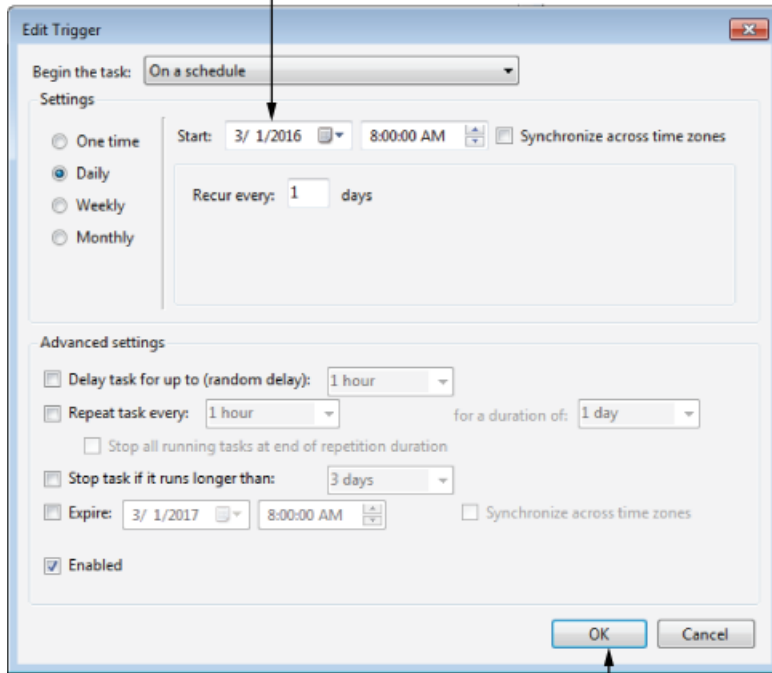 Edit Trigger
Begin the task: On a schedule
Settings
One time
Start: 3/ 1/2016 8:00:00 AM Synchronize across time zones
Daily
Recur every: 1 days
Weekly
Monthly
Advanced settings
Delay task for up to (random delay): 1 hour
Repeat task every: 1 hour for a duration of: 1 day
Stop all running tasks at end of repetition duration
Stop task if it runs longer than: 3 days
Expire: 3/ 1/2017 8:00:00 AM Synchronize across time zones
Enabled
OK Cancel